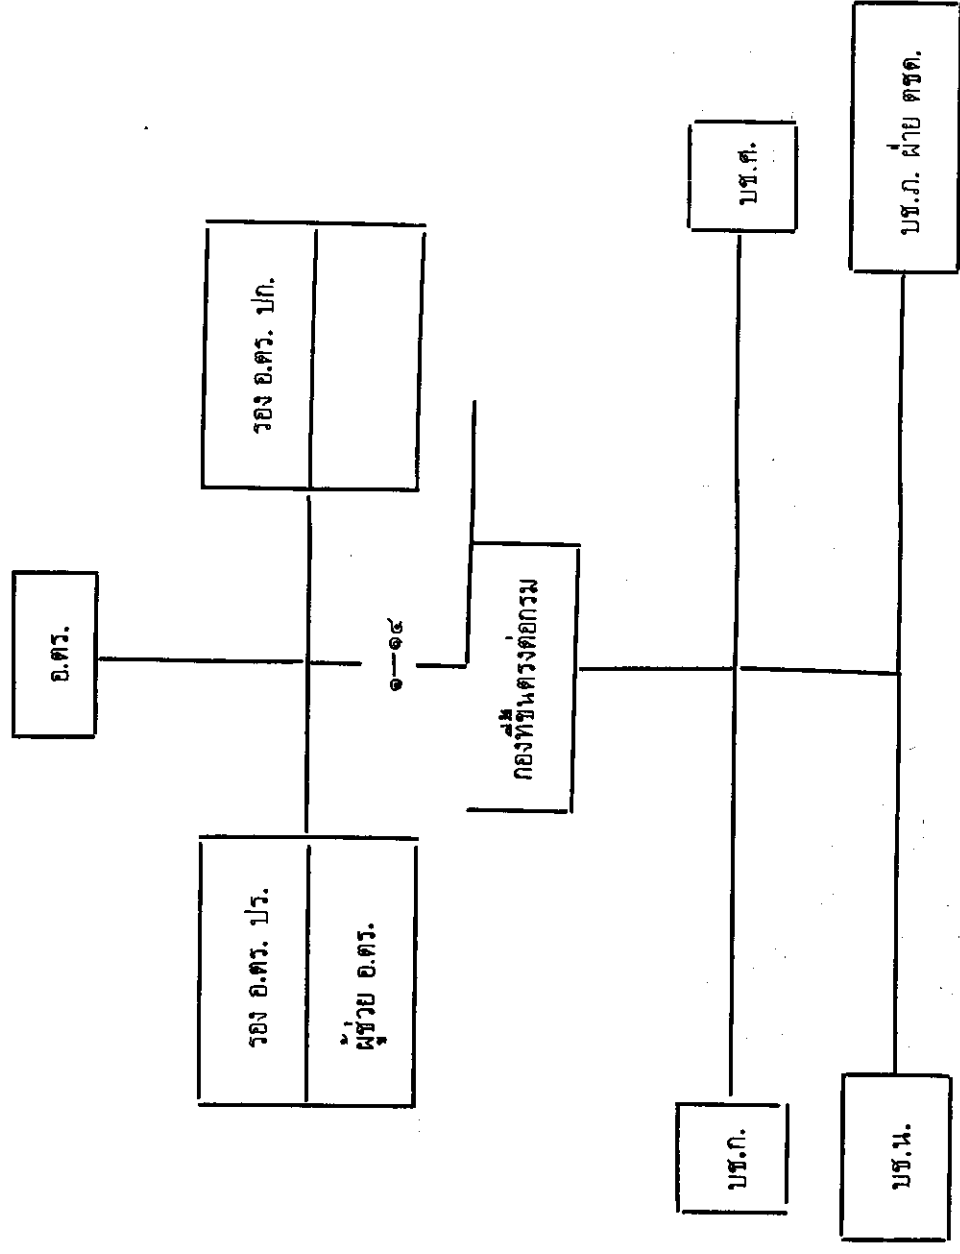 อ.ตร.
รอง อ.ตร. ปร.
ผู้ช่วย อ.ตร.
รอง อ.ตร. ปก.
๑—๑๔
กองที่ขึ้นตรงต่อกรม
บช.ก.
บช.ศ.
บช.น.
บช.ภ. ฝ่าย ตชด.